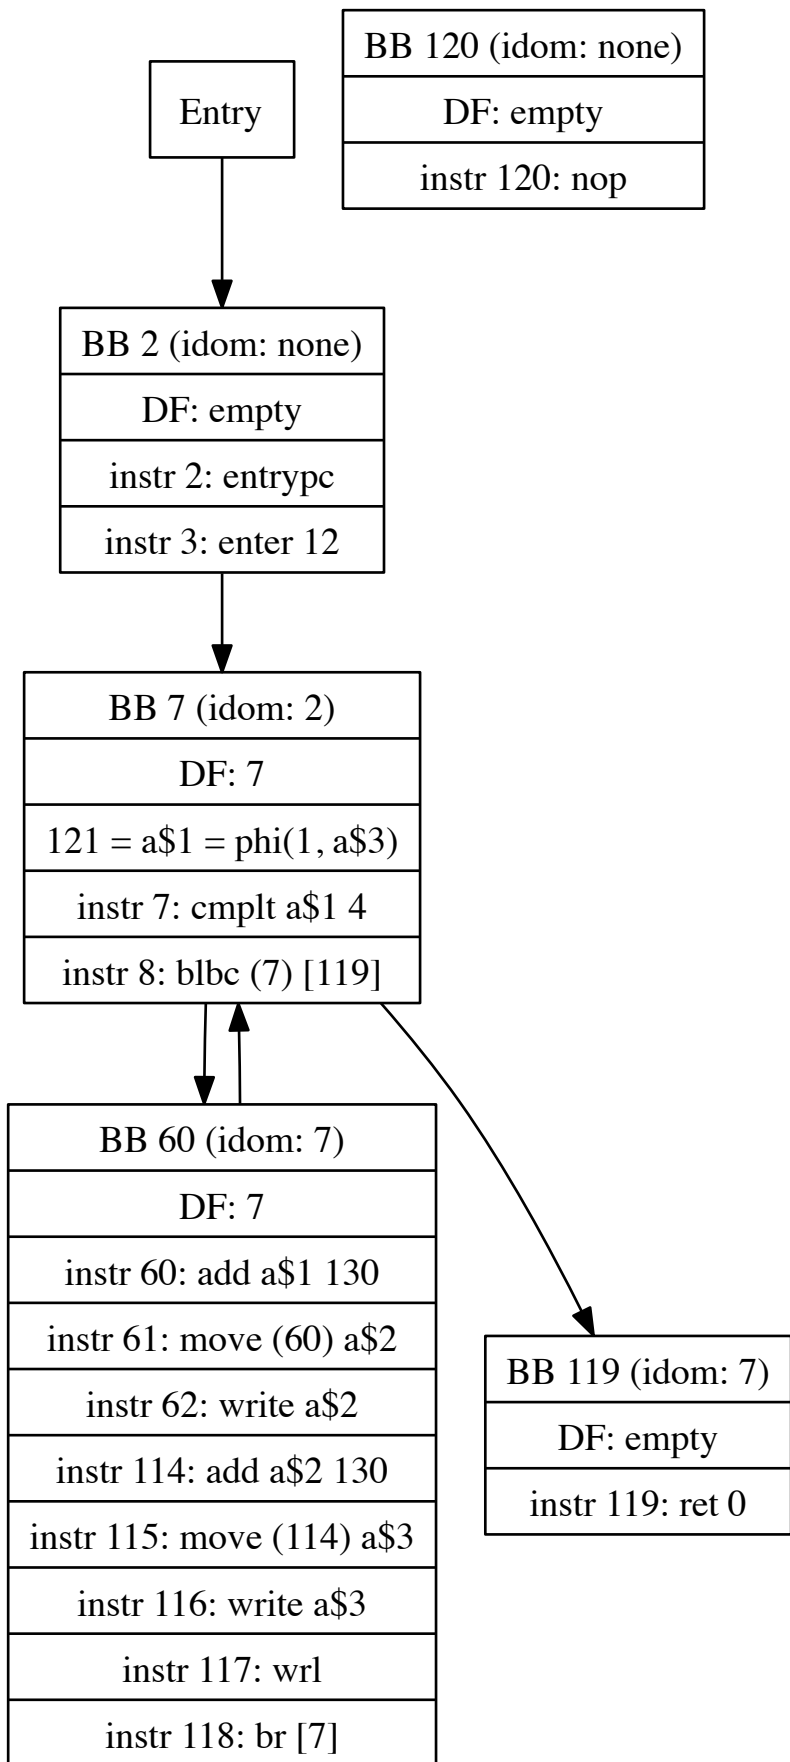 Entry
BB 120 (idom: none)
DF: empty
instr 120: nop
BB 2 (idom: none)
DF: empty
instr 2: entrypc
instr 3: enter 12
BB 7 (idom: 2)
DF: 7
121 = a$1 = phi(1, a$3)
instr 7: cmplt a$1 4
instr 8: blbc (7) [119]
BB 60 (idom: 7)
DF: 7
instr 60: add a$1 130
instr 61: move (60) a$2
instr 62: write a$2
instr 114: add a$2 130
instr 115: move (114) a$3
instr 116: write a$3
instr 117: wrl
instr 118: br [7]
BB 119 (idom: 7)
DF: empty
instr 119: ret 0